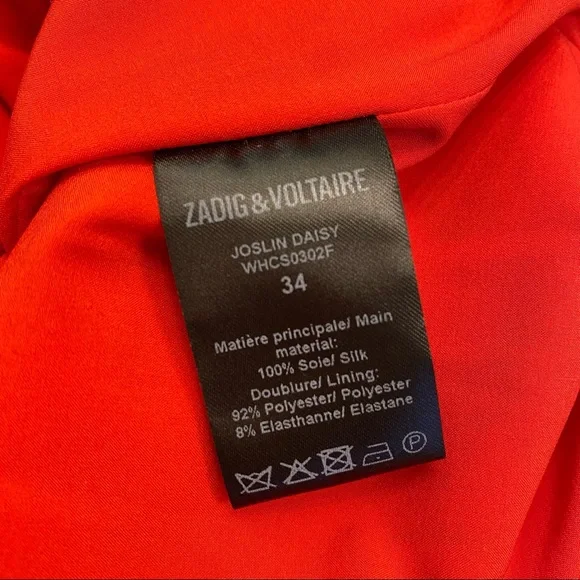 ZADIG&VOLTAIRE
JOSLIN DAISY
WHCS0302F
34
Matière principale/ Main
material:
100% Soie/ Silk
Doublure/ Lining:
92% Polyester/ Polyester
8% Elasthanne/ Elastane
P